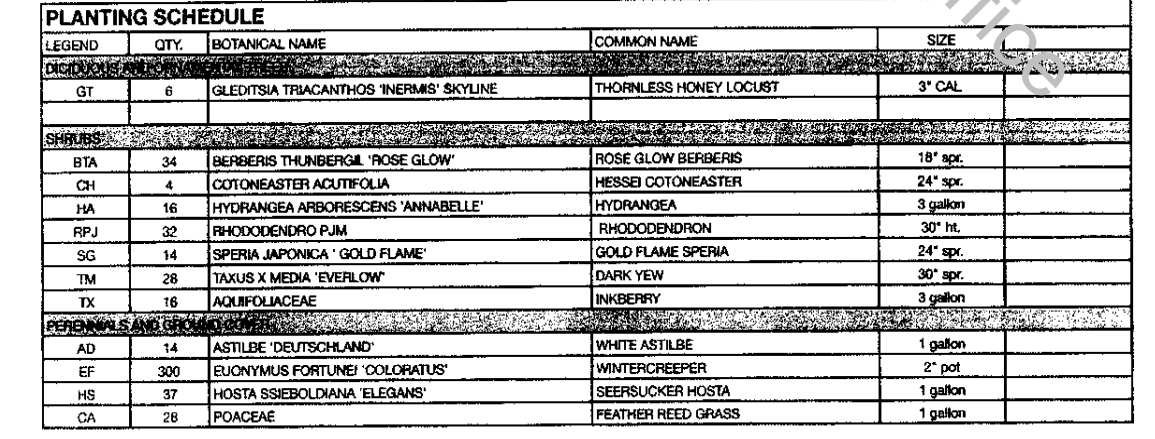 PLANTING SCHEDULE
LEGEND QTY. BOTANICAL NAME COMMON NAME SIZE
DICIDUOUS AND ORNAMENTAL TREES
GT 6 GLEDITSIA TRIACANTHOS 'INERMIS' SKYLINE THORNLESS HONEY LOCUST 3" CAL
SHRUBS
BTA 34 BERBERIS THUNBERGIL 'ROSE GLOW' ROSE GLOW BERBERIS 18" spr.
CH 4 COTONEASTER ACUTIFOLIA HESSEI COTONEASTER 24" spr.
HA 16 HYDRANGEA ARBORESCENS 'ANNABELLE' HYDRANGEA 3 gallon
RPJ 32 RHODODENDRO PJM RHODODENDRON 30" ht.
SG 14 SPERIA JAPONICA ' GOLD FLAME' GOLD FLAME SPERIA 24" spr.
TM 28 TAXUS X MEDIA 'EVERLOW' DARK YEW 30" spr.
TX 16 AQUIFOLIACEAE INKBERRY 3 gallon
PERENNIALS AND GROUND COVER
AD 14 ASTILBE 'DEUTSCHLAND' WHITE ASTILBE 1 gallon
EF 300 EUONYMUS FORTUNEI 'COLORATUS' WINTERCREEPER 2" pot
HS 37 HOSTA SSIEBOLDIANA 'ELEGANS' SEERSUCKER HOSTA 1 gallon
CA 28 POACEAE FEATHER REED GRASS 1 gallon